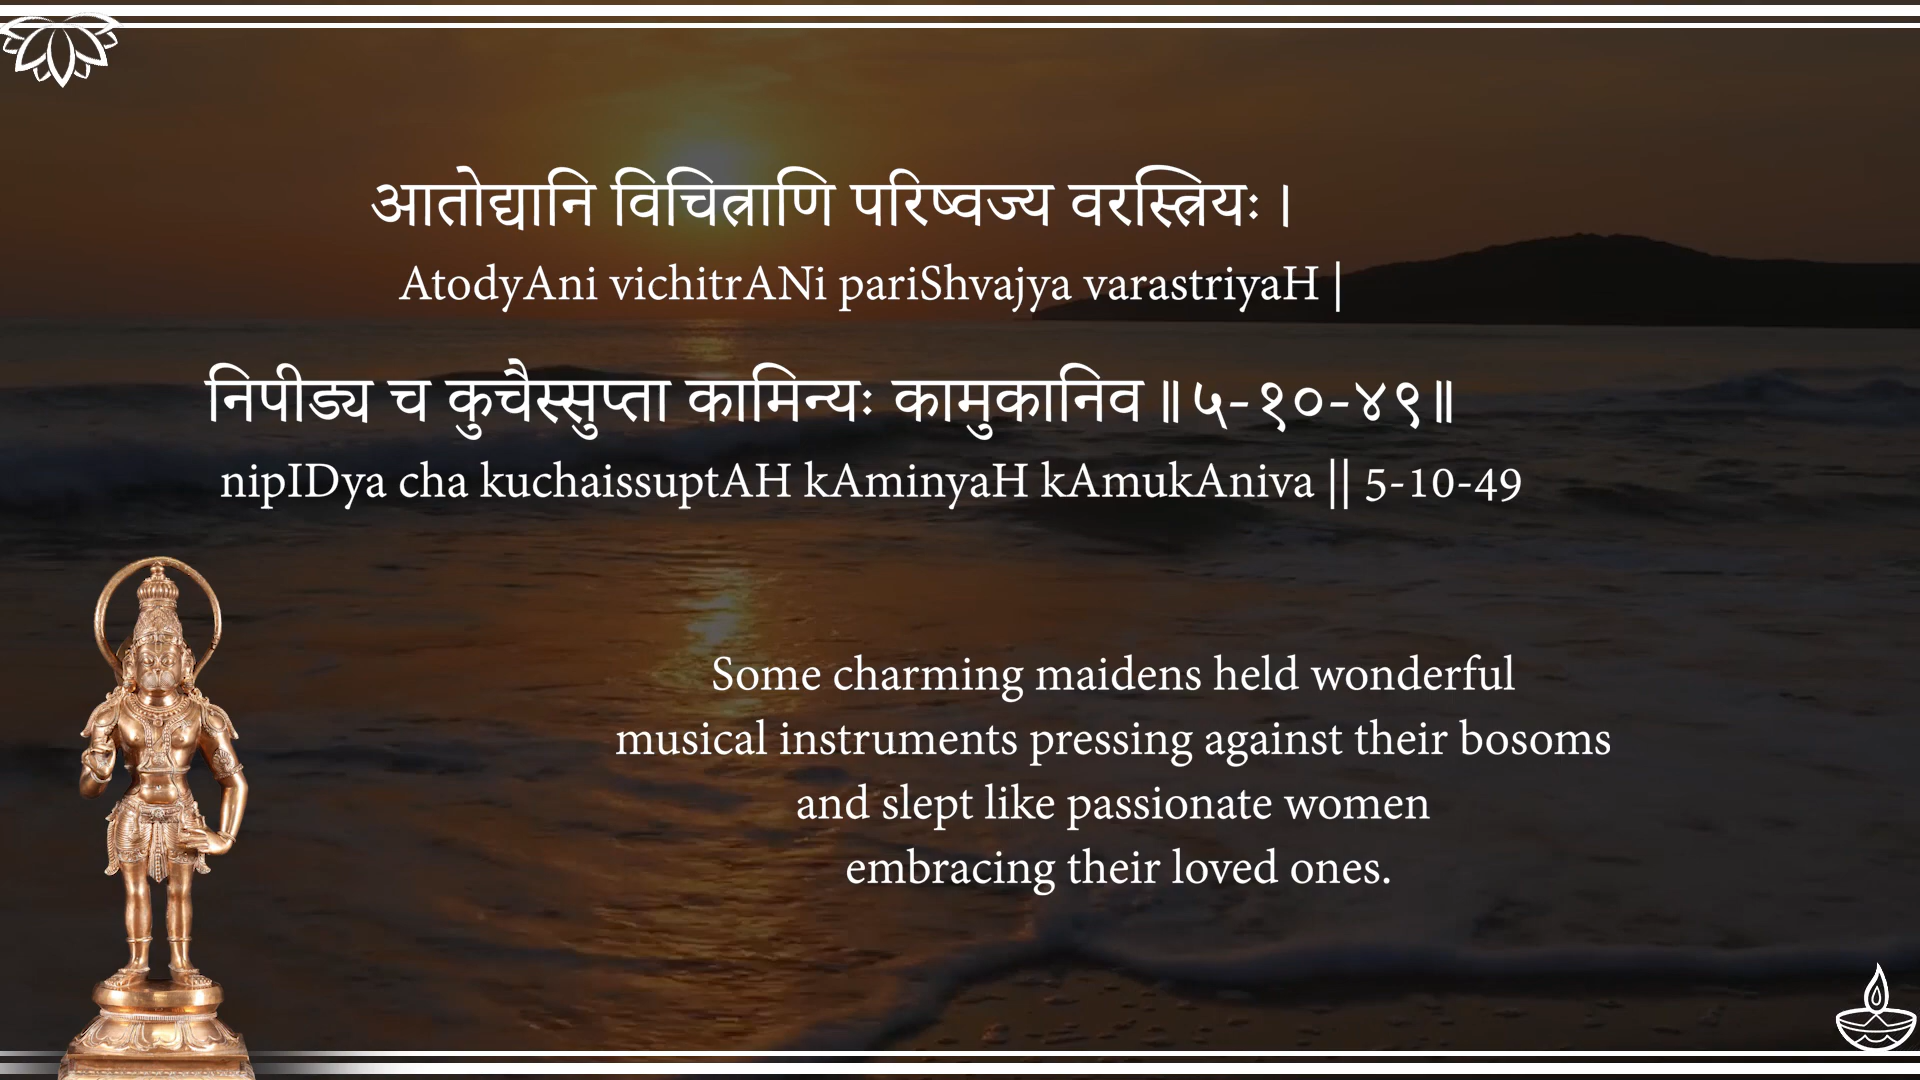 आतोद्यानि विचित्राणि परिष्वज्य वरस्त्रियः ।
AtodyAni vichitrANi pariShvajya varastriyaH |
निपीड्य च कुचैस्सुप्ता कामिन्यः कामुकानिव ॥५-१०-४९॥
nipIDya cha kuchaissuptAH kAminyaH kAmukAniva || 5-10-49
Some charming maidens held wonderful
musical instruments pressing against their bosoms
and slept like passionate women
embracing their loved ones.